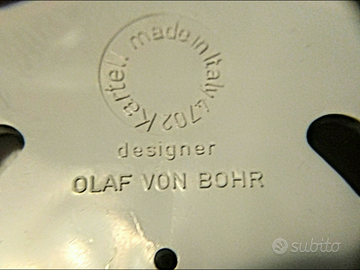 Kartell made in Italy 4702
designer
OLAF VON BOHR
subito